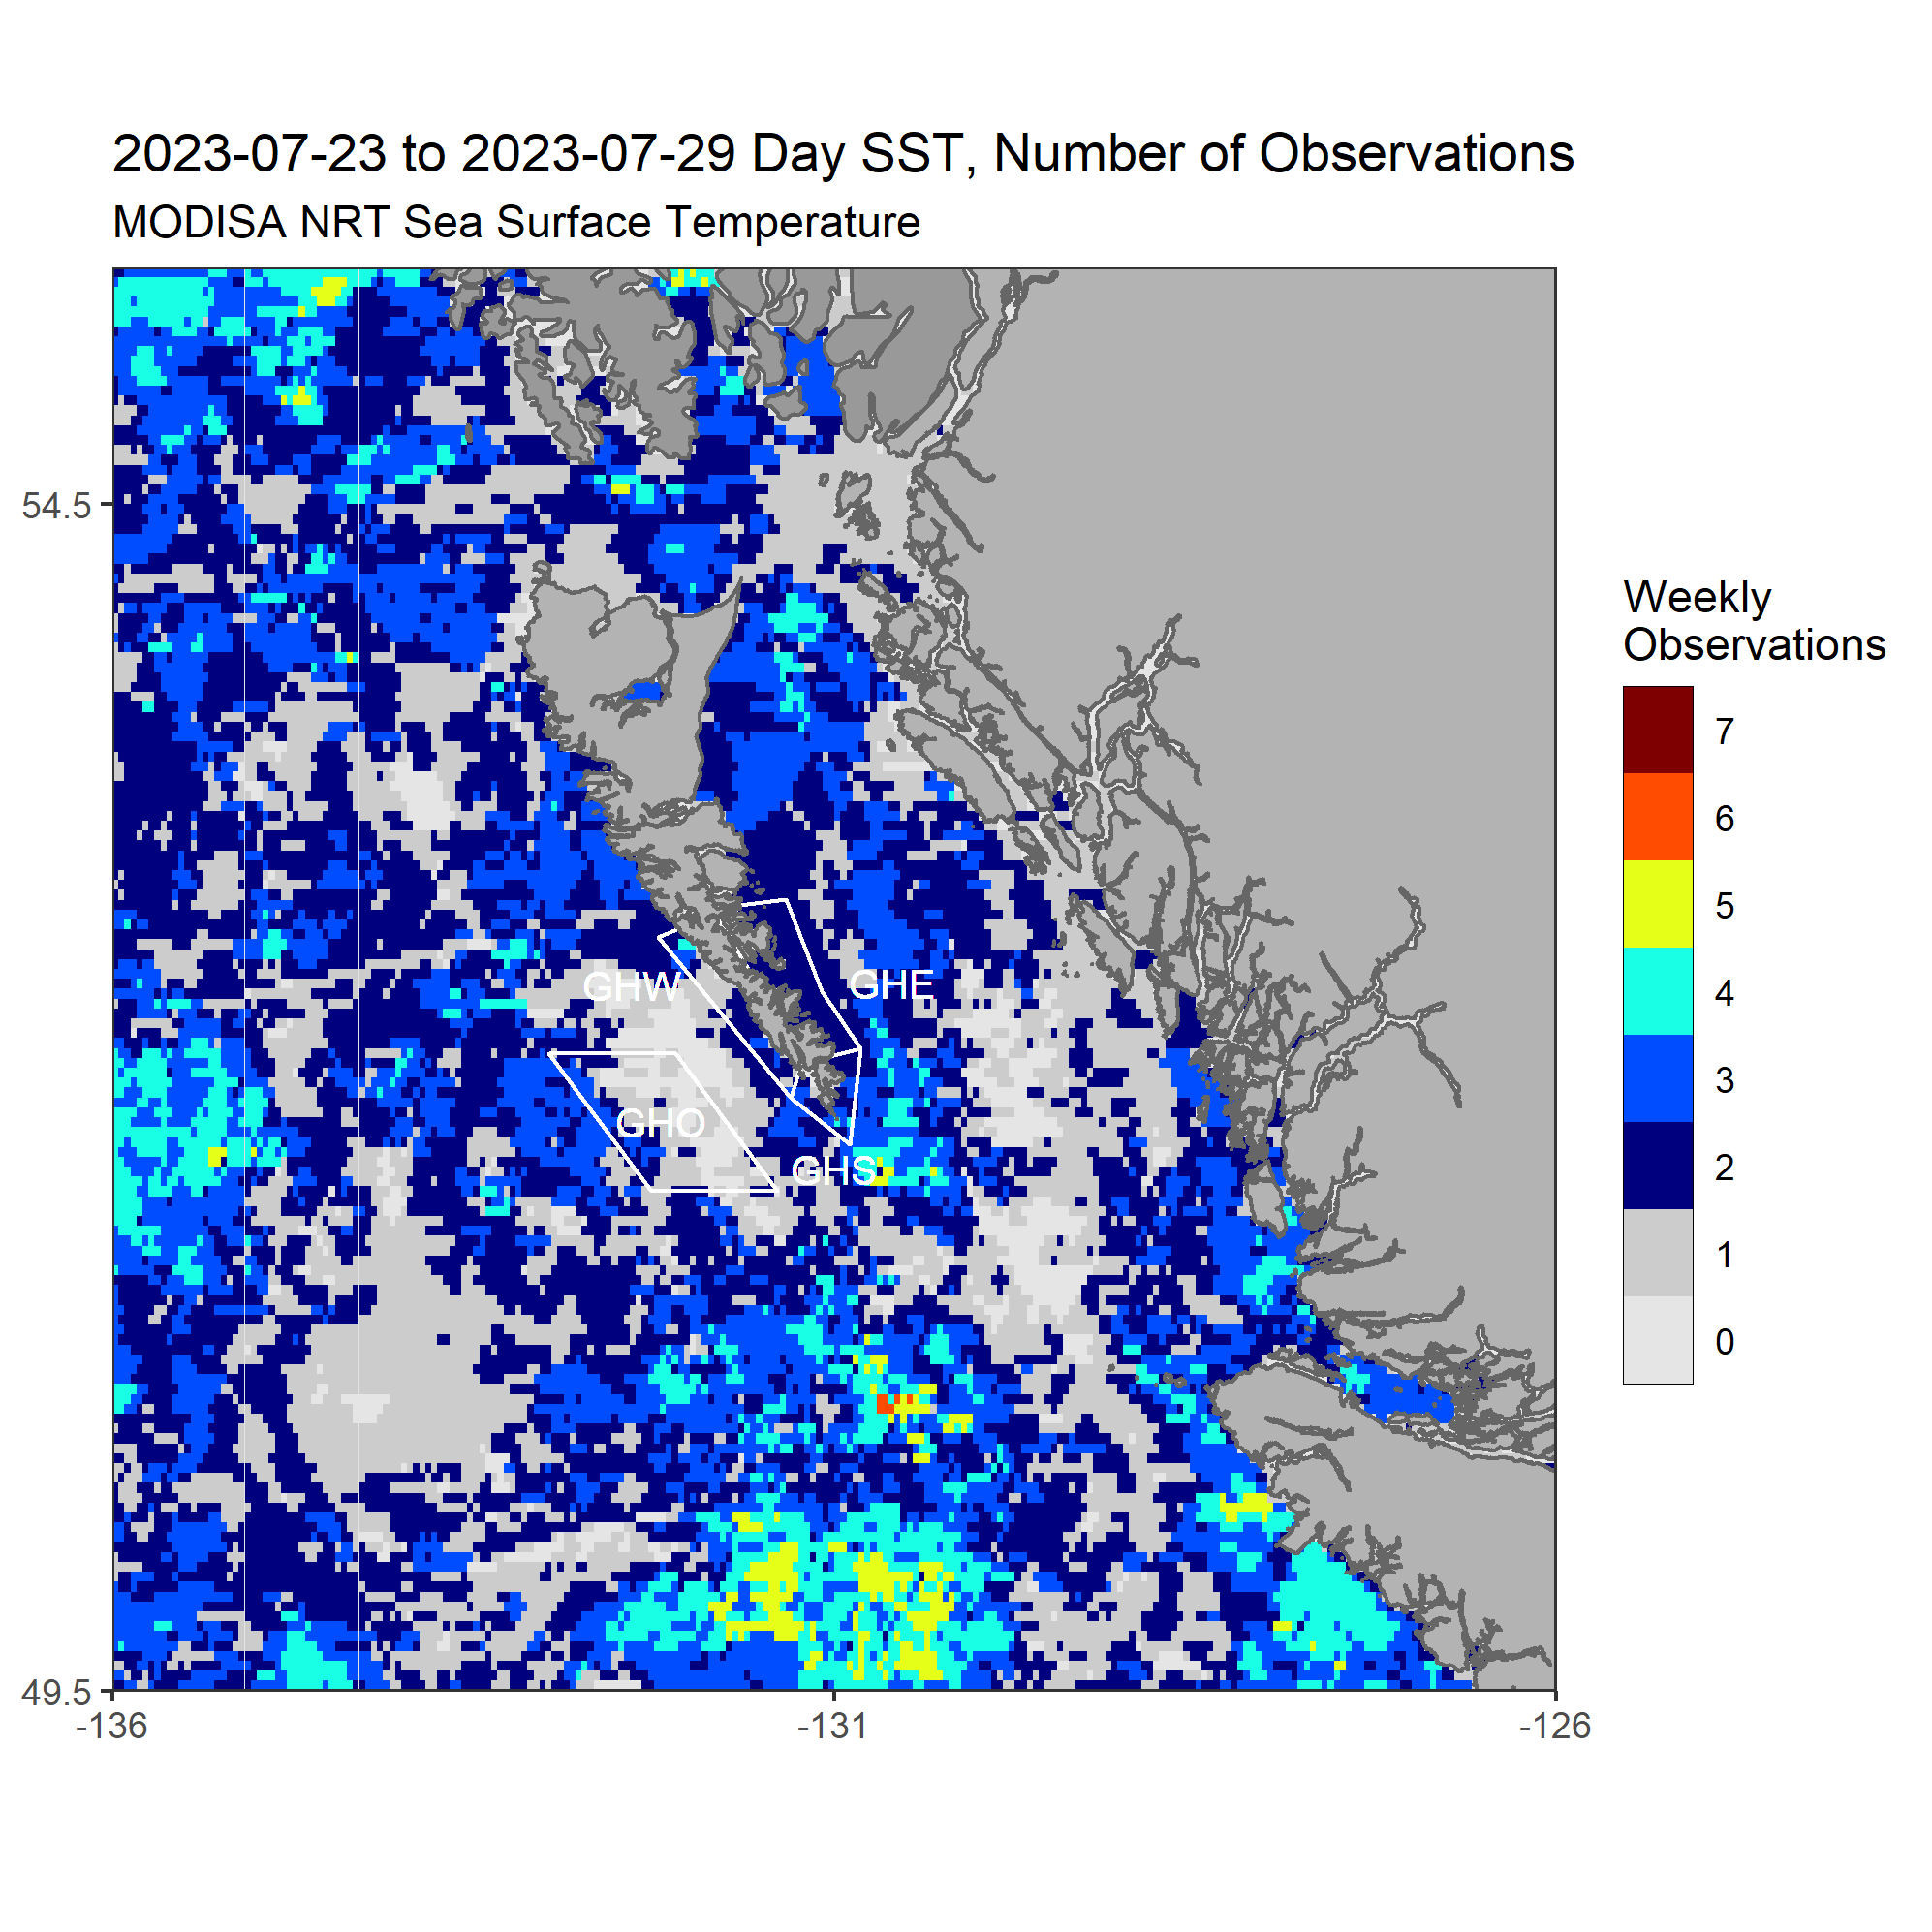 2023-07-23 to 2023-07-29 Day SST, Number of Observations
MODISA NRT Sea Surface Temperature
54.5
49.5
-136
-131
-126
GHW
GHE
GHO
GHS
Weekly
Observations
7
6
5
4
3
2
1
0